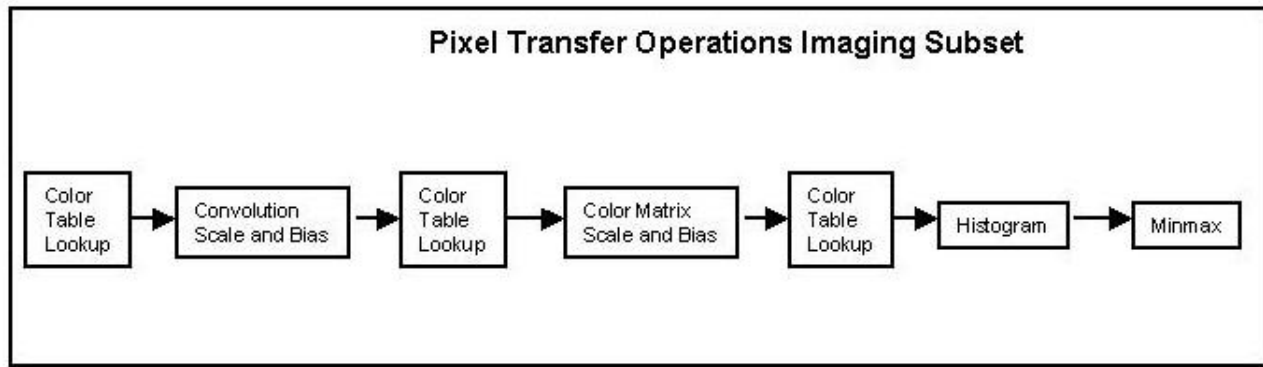 Pixel Transfer Operations Imaging Subset
Color
Table
Lookup
Convolution
Scale and Bias
Color
Table
Lookup
Color Matrix
Scale and Bias
Color
Table
Lookup
Histogram
Minmax